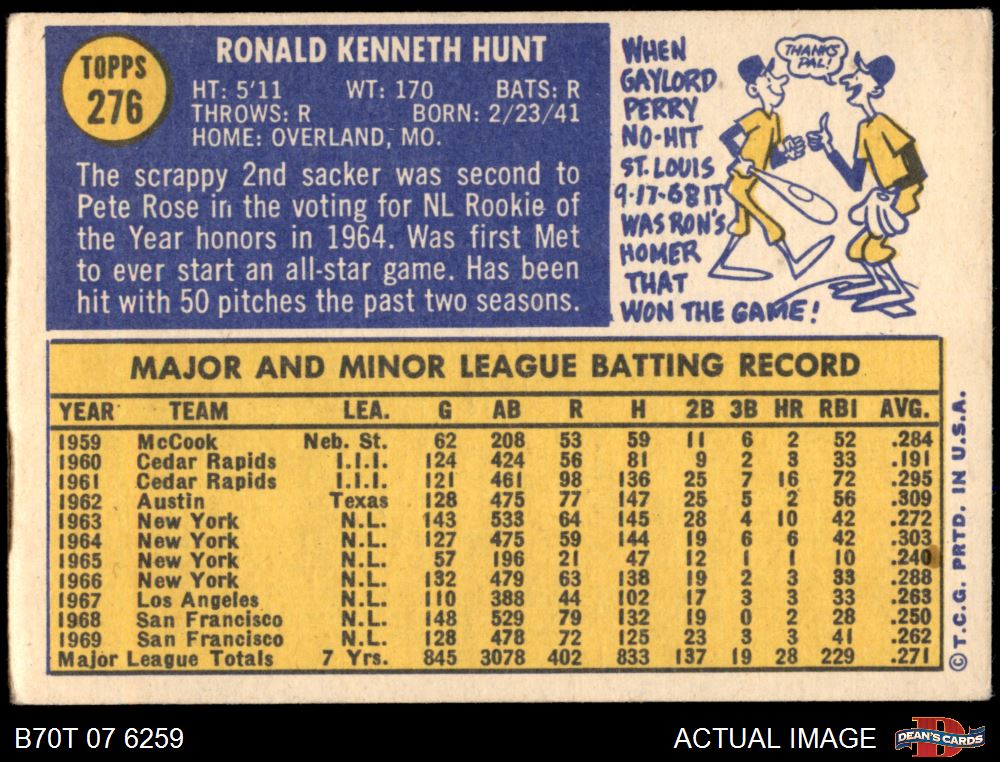 TOPPS
276
RONALD KENNETH HUNT
HT: 5'11 WT: 170 BATS: R
THROWS: R BORN: 2/23/41
HOME: OVERLAND, MO.
The scrappy 2nd sacker was second to
Pete Rose in the voting for NL Rookie of
the Year honors in 1964. Was first Met
to ever start an all-star game. Has been
hit with 50 pitches the past two seasons.
WHEN
GAYLORD
PERRY
NO-HIT
ST. LOUIS
9-17-68 IT
WAS RON'S
HOMER
THAT
WON THE GAME!
THANKS
PAL!
MAJOR AND MINOR LEAGUE BATTING RECORD
YEAR TEAM LEA. G AB R H 2B 3B HR RBI AVG.
1959 McCook Neb. St. 62 208 53 59 11 6 2 52 .284
1960 Cedar Rapids I.I.I. 124 424 56 81 9 2 3 33 .191
1961 Cedar Rapids I.I.I. 121 461 98 136 25 7 16 72 .295
1962 Austin Texas 128 475 77 147 25 5 2 56 .309
1963 New York N.L. 143 533 64 145 28 4 10 42 .272
1964 New York N.L. 127 475 59 144 19 6 6 42 .303
1965 New York N.L. 57 196 21 47 12 1 1 10 .240
1966 New York N.L. 132 479 63 138 19 2 3 33 .288
1967 Los Angeles N.L. 110 388 44 102 17 3 3 33 .263
1968 San Francisco N.L. 148 529 79 132 19 0 2 28 .250
1969 San Francisco N.L. 128 478 72 125 23 3 3 41 .262
Major League Totals 7 Yrs. 845 3078 402 833 137 19 28 229 .271
© T.C.G. PRTD. IN U.S.A.
B70T 07 6259
ACTUAL IMAGE
D
DEAN'S CARDS